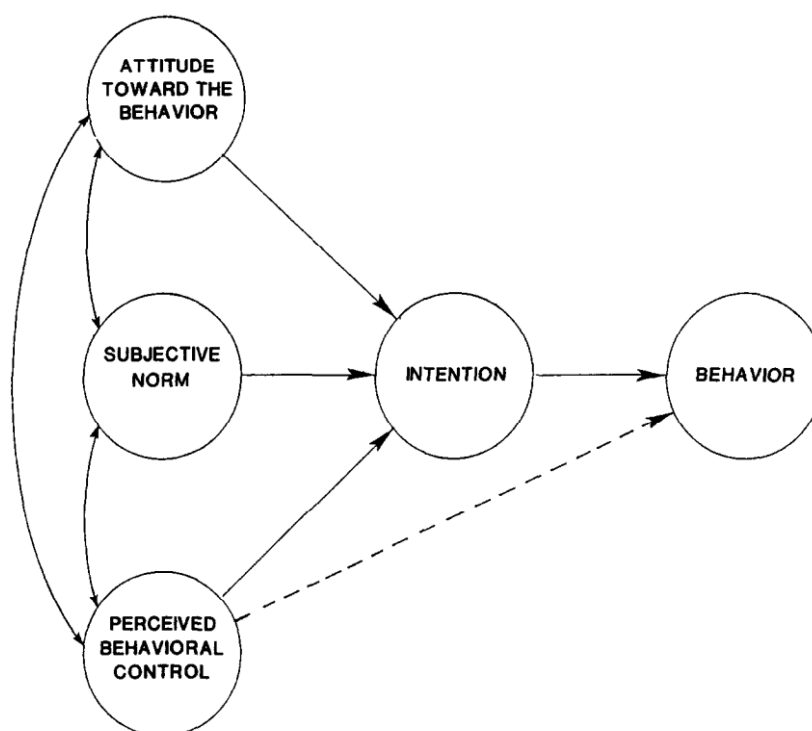 ATTITUDE
TOWARD THE
BEHAVIOR
SUBJECTIVE
NORM
INTENTION
BEHAVIOR
PERCEIVED
BEHAVIORAL
CONTROL